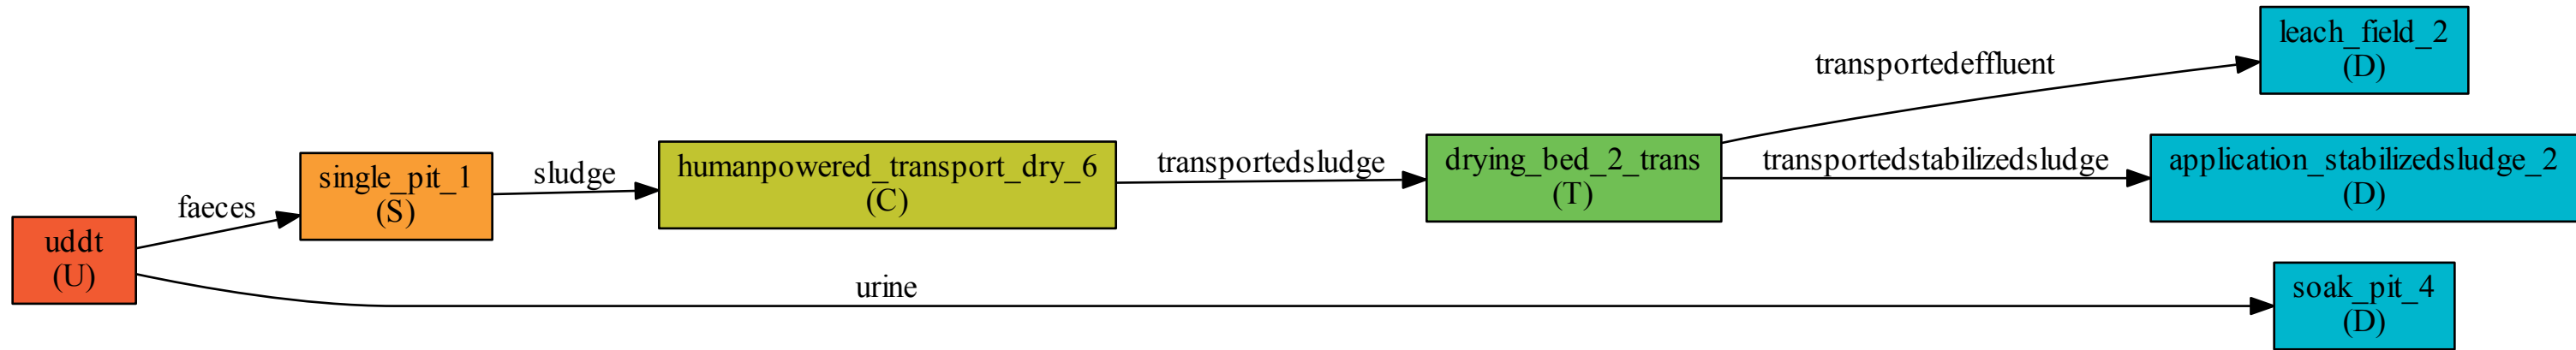 uddt
(U)
faeces
single_pit_1
(S)
sludge
humanpowered_transport_dry_6
(C)
transportedsludge
drying_bed_2_trans
(T)
transportedeffluent
leach_field_2
(D)
transportedstabilizedsludge
application_stabilizedsludge_2
(D)
urine
soak_pit_4
(D)